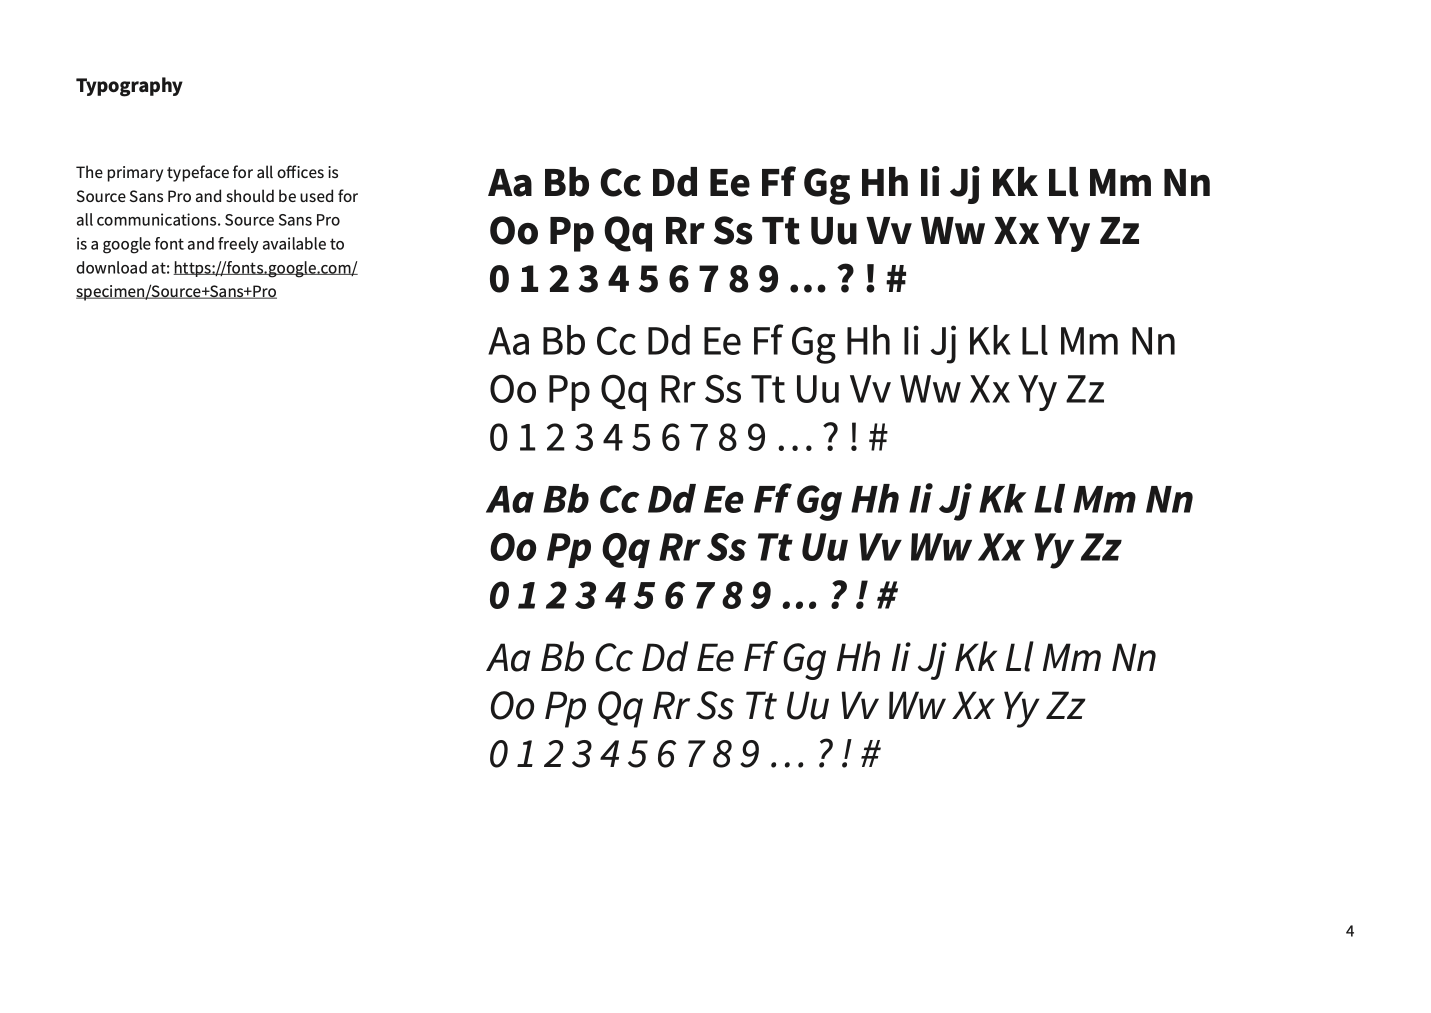 Typography
The primary typeface for all offices is
Source Sans Pro and should be used for
all communications. Source Sans Pro
is a google font and freely available to
download at: https://fonts.google.com/
specimen/Source+Sans+Pro
Aa Bb Cc Dd Ee Ff Gg Hh Ii Jj Kk Ll Mm Nn
Oo Pp Qq Rr Ss Tt Uu Vv Ww Xx Yy Zz
0 1 2 3 4 5 6 7 8 9 … ? ! #
Aa Bb Cc Dd Ee Ff Gg Hh Ii Jj Kk Ll Mm Nn
Oo Pp Qq Rr Ss Tt Uu Vv Ww Xx Yy Zz
0 1 2 3 4 5 6 7 8 9 … ? ! #
Aa Bb Cc Dd Ee Ff Gg Hh Ii Jj Kk Ll Mm Nn
Oo Pp Qq Rr Ss Tt Uu Vv Ww Xx Yy Zz
0 1 2 3 4 5 6 7 8 9 … ? ! #
Aa Bb Cc Dd Ee Ff Gg Hh Ii Jj Kk Ll Mm Nn
Oo Pp Qq Rr Ss Tt Uu Vv Ww Xx Yy Zz
0 1 2 3 4 5 6 7 8 9 … ? ! #
4